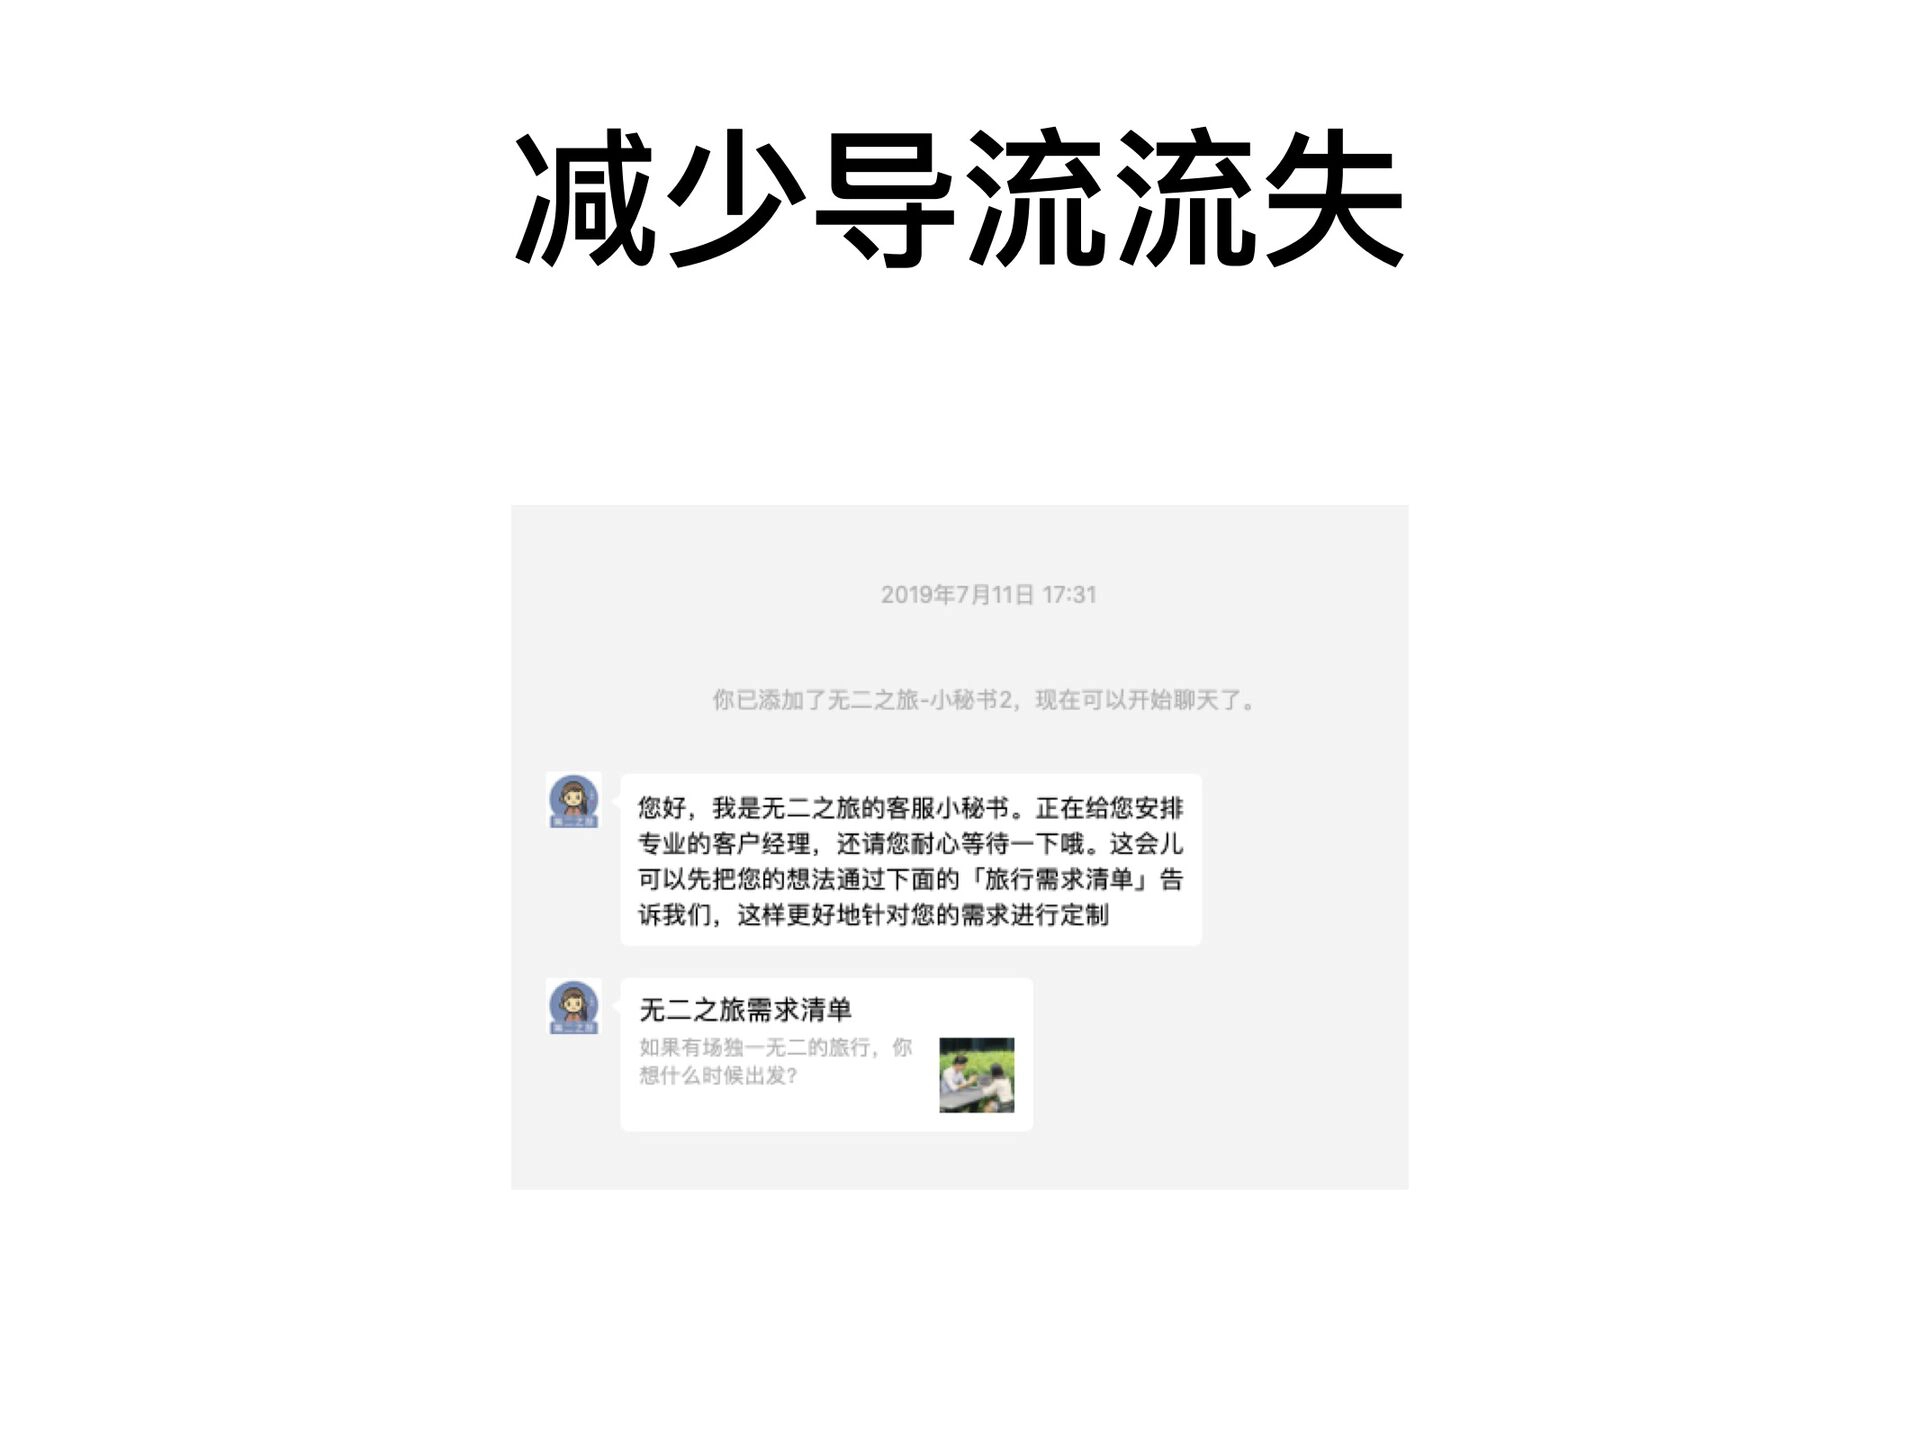 减少导流流失
2019年7月11日 17:31
你已添加了无二之旅-小秘书2，现在可以开始聊天了。
您好，我是无二之旅的客服小秘书。正在给您安排
专业的客户经理，还请您耐心等待一下哦。这会儿
可以先把您的想法通过下面的「旅行需求清单」告
诉我们，这样更好地针对您的需求进行定制
无二之旅需求清单
如果有场独一无二的旅行，你
想什么时候出发?